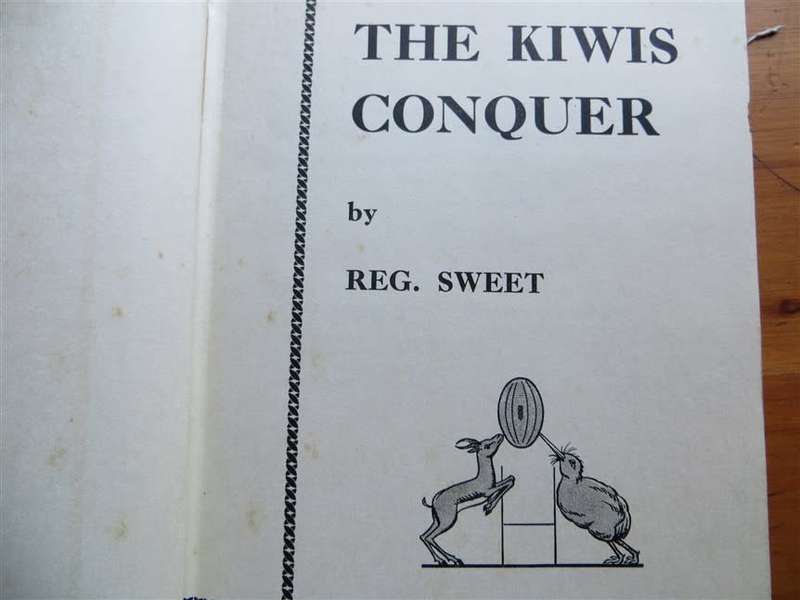 THE KIWIS
CONQUER
by
REG. SWEET